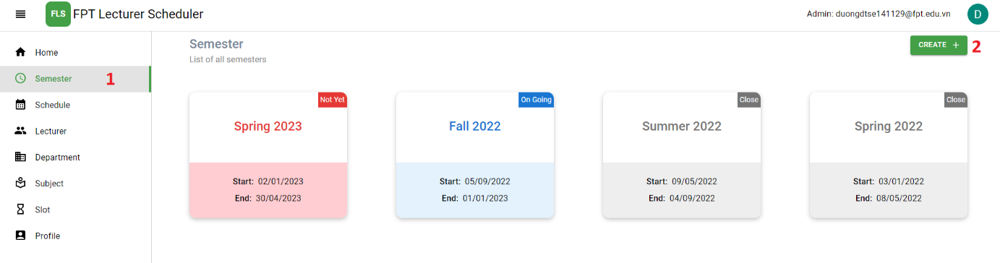 FLS FPT Lecturer Scheduler Admin: duongdtse141129@fpt.edu.vn D
Home
Semester 1
Schedule
Lecturer
Department
Subject
Slot
Profile
Semester
List of all semesters
CREATE + 2
Not Yet
Spring 2023
Start: 02/01/2023
End: 30/04/2023
On Going
Fall 2022
Start: 05/09/2022
End: 01/01/2023
Close
Summer 2022
Start: 09/05/2022
End: 04/09/2022
Close
Spring 2022
Start: 03/01/2022
End: 08/05/2022